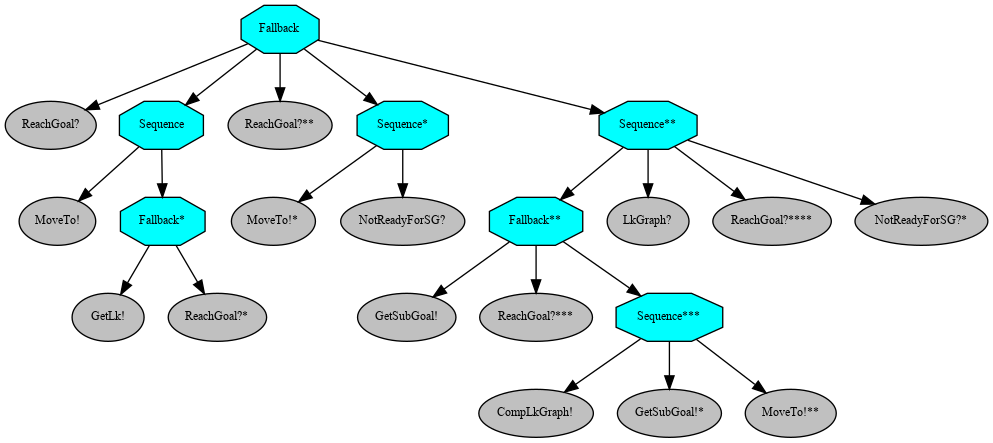 Fallback
ReachGoal?
Sequence
ReachGoal?**
Sequence*
Sequence**
MoveTo!
Fallback*
MoveTo!*
NotReadyForSG?
Fallback**
LkGraph?
ReachGoal?****
NotReadyForSG?*
GetLk!
ReachGoal?*
GetSubGoal!
ReachGoal?***
Sequence***
CompLkGraph!
GetSubGoal!*
MoveTo!**